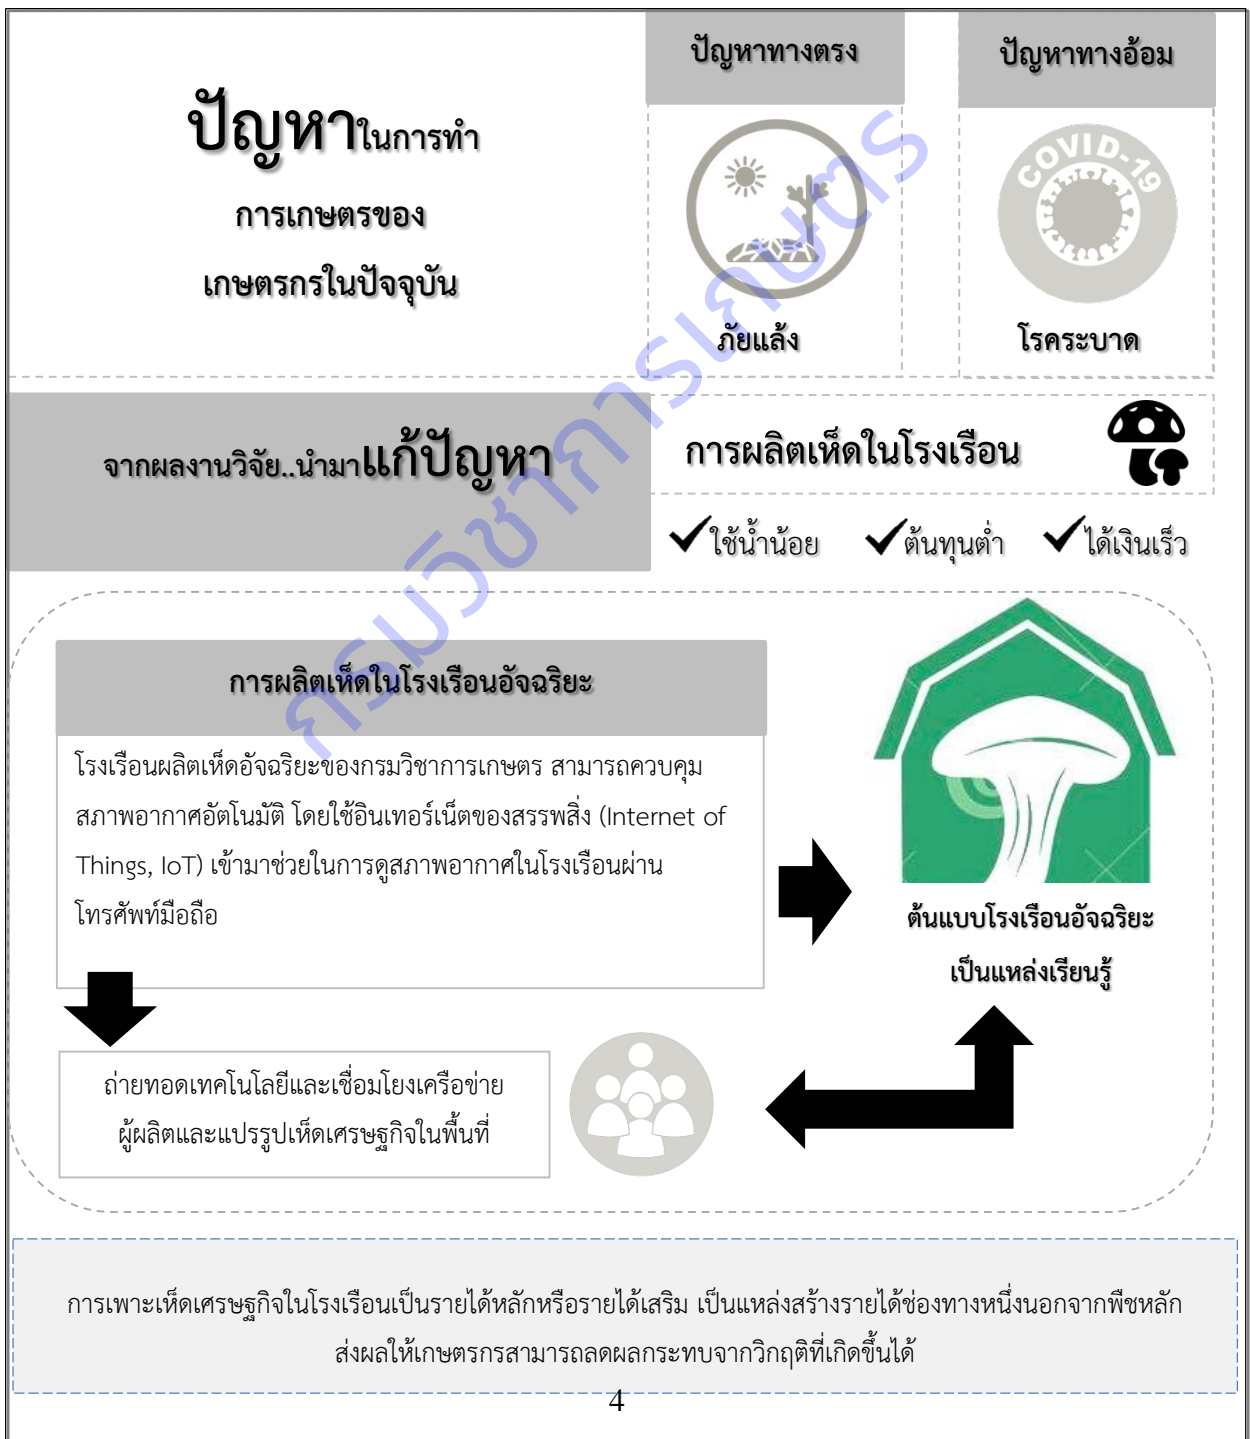 ปัญหาในการทำ
การเกษตรของ
เกษตรกรในปัจจุบัน
ปัญหาทางตรง
ภัยแล้ง
ปัญหาทางอ้อม
COVID-19
โรคระบาด
จากผลงานวิจัย..นำมาแก้ปัญหา
การผลิตเห็ดในโรงเรือน
ใช้น้ำน้อย
ต้นทุนต่ำ
ได้เงินเร็ว
การผลิตเห็ดในโรงเรือนอัจฉริยะ
โรงเรือนผลิตเห็ดอัจฉริยะของกรมวิชาการเกษตร สามารถควบคุม
สภาพอากาศอัตโนมัติ โดยใช้อินเทอร์เน็ตของสรรพสิ่ง (Internet of
Things, IoT) เข้ามาช่วยในการดูสภาพอากาศในโรงเรือนผ่าน
โทรศัพท์มือถือ
ต้นแบบโรงเรือนอัจฉริยะ
เป็นแหล่งเรียนรู้
ถ่ายทอดเทคโนโลยีและเชื่อมโยงเครือข่าย
ผู้ผลิตและแปรรูปเห็ดเศรษฐกิจในพื้นที่
การเพาะเห็ดเศรษฐกิจในโรงเรือนเป็นรายได้หลักหรือรายได้เสริม เป็นแหล่งสร้างรายได้ช่องทางหนึ่งนอกจากพืชหลัก
ส่งผลให้เกษตรกรสามารถลดผลกระทบจากวิกฤติที่เกิดขึ้นได้
4
กรมวิชาการเกษตร